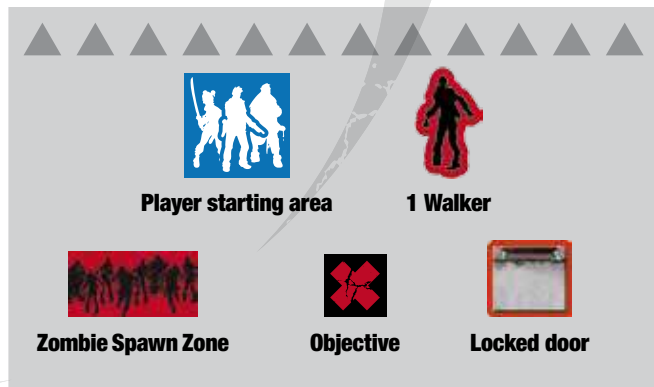 Player starting area
1 Walker
Zombie Spawn Zone
Objective
Locked door